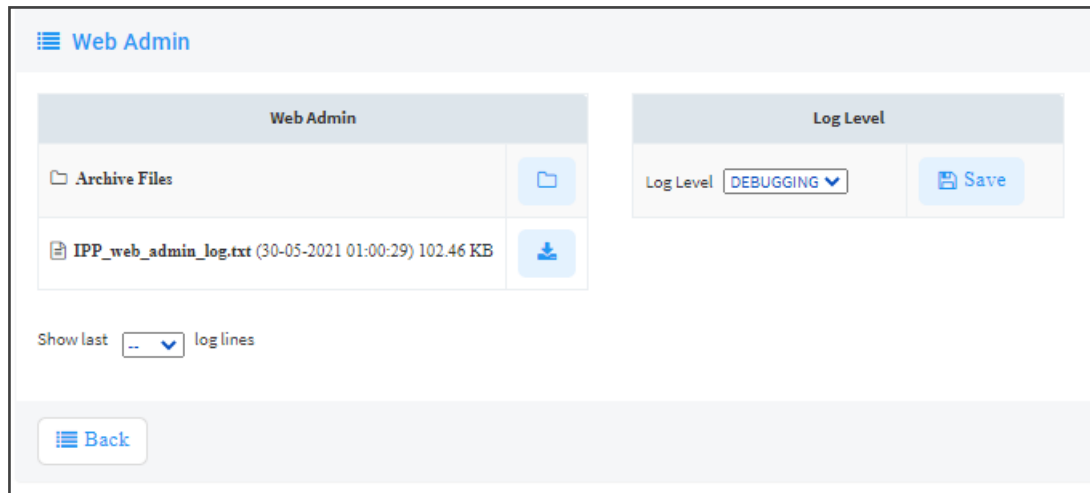 Web Admin
Web Admin
Archive Files
IPP_web_admin_log.txt (30-05-2021 01:00:29) 102.46 KB
Log Level
Log Level DEBUGGING Save
Show last -- log lines
Back